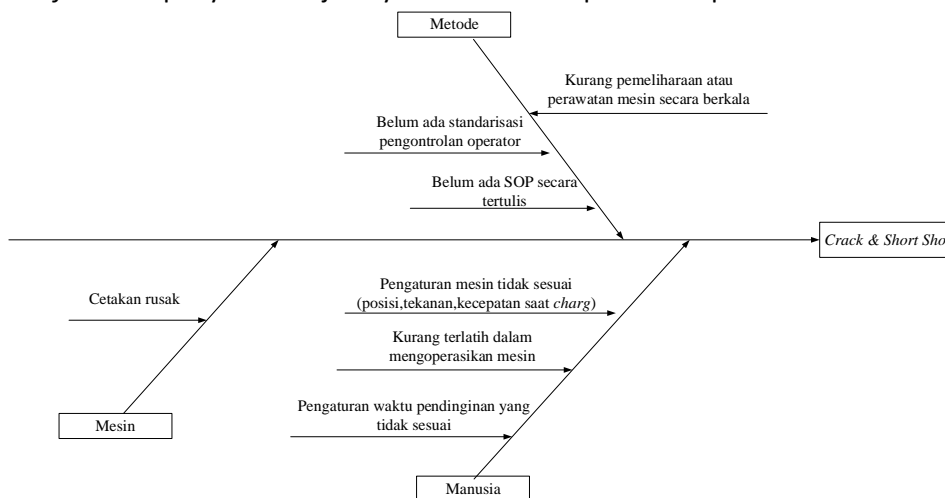 Metode
Kurang pemeliharaan atau
perawatan mesin secara berkala
Belum ada standarisasi
pengontrolan operator
Belum ada SOP secara
tertulis
Crack & Short Sho
Pengaturan mesin tidak sesuai
(posisi,tekanan,kecepatan saat charg)
Cetakan rusak
Kurang terlatih dalam
mengoperasikan mesin
Pengaturan waktu pendinginan yang
tidak sesuai
Mesin
Manusia